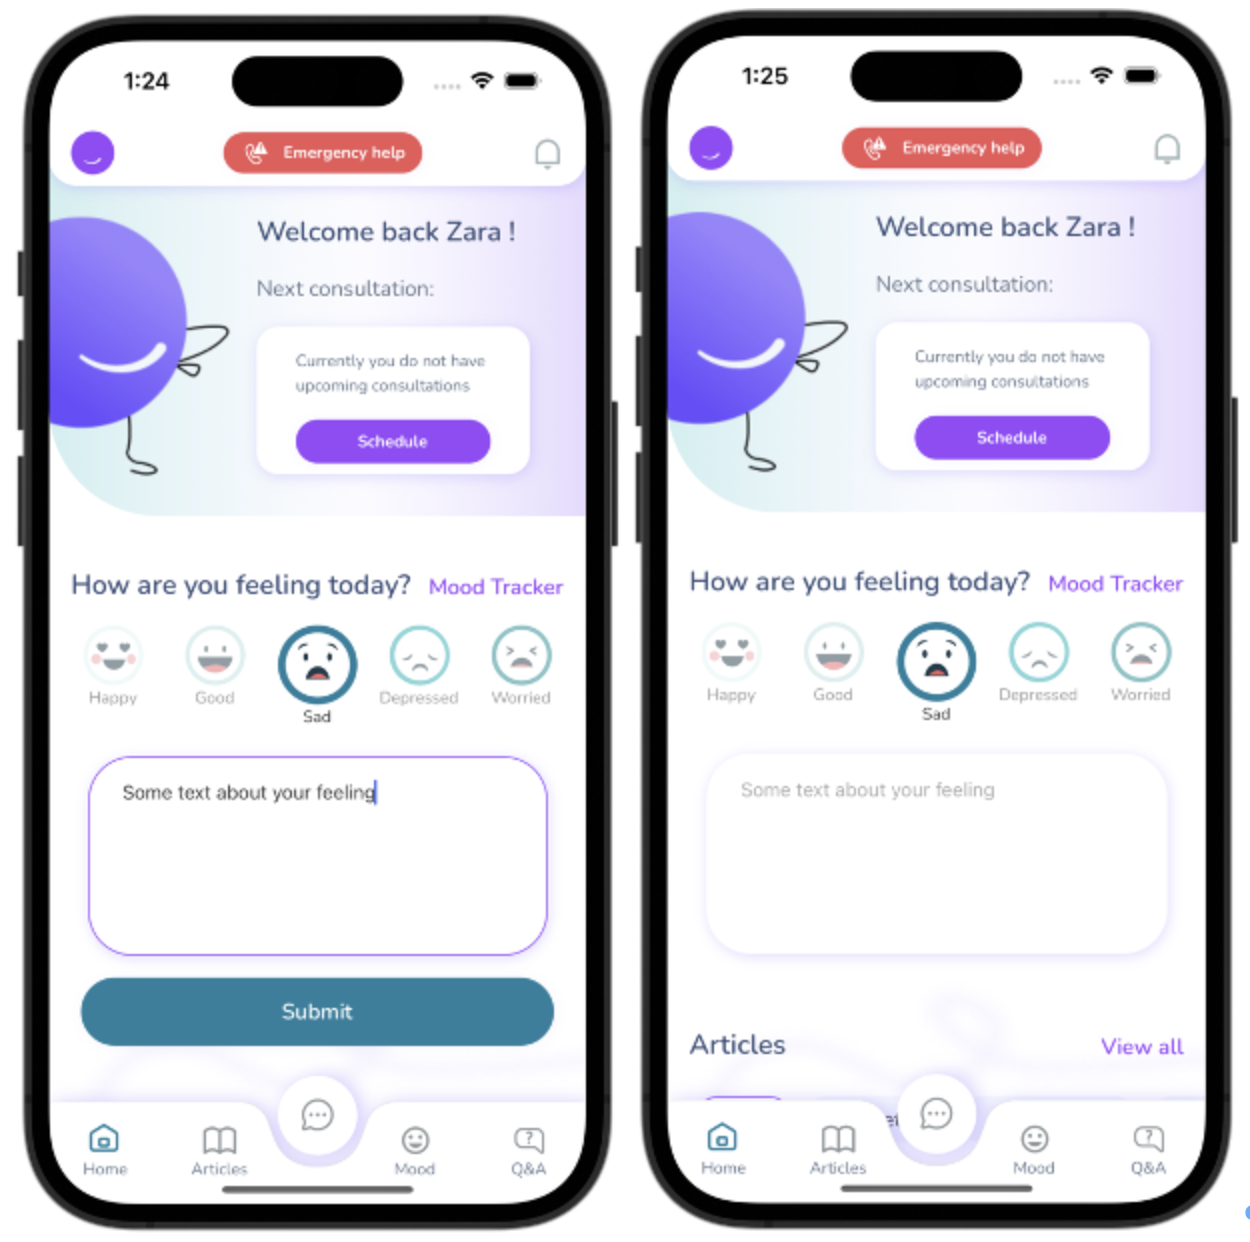 1:24
Emergency help
Welcome back Zara !
Next consultation:
Currently you do not have
upcoming consultations
Schedule
How are you feeling today? Mood Tracker
Happy Good Sad Depressed Worried
Some text about your feeling
Submit
Home Articles Mood Q&A
1:25
Emergency help
Welcome back Zara !
Next consultation:
Currently you do not have
upcoming consultations
Schedule
How are you feeling today? Mood Tracker
Happy Good Sad Depressed Worried
Some text about your feeling
Articles View all
Home Articles Mood Q&A